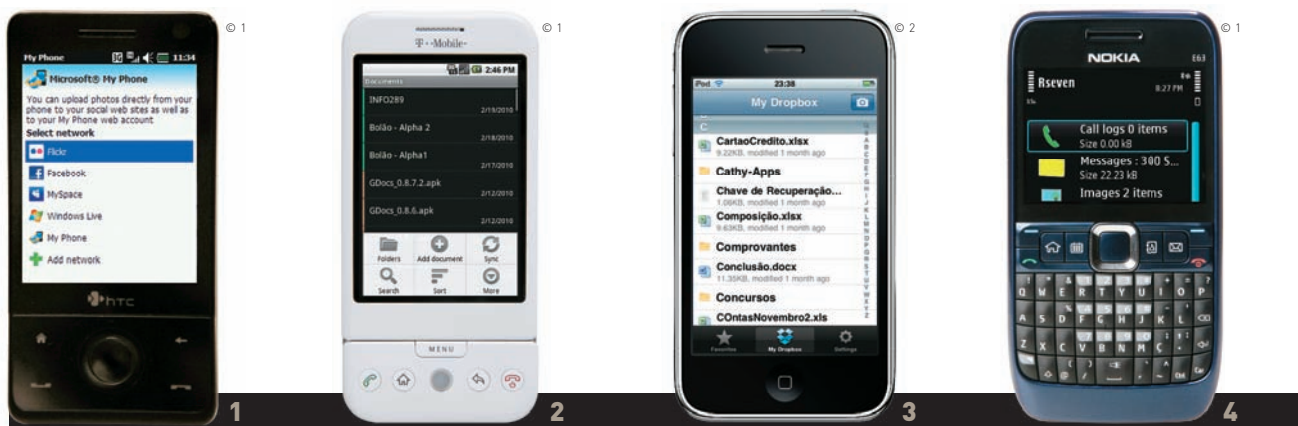 © 1
My Phone 11:34
Microsoft® My Phone
You can upload photos directly from your
phone to your social web sites as well as
to your My Phone web account
Select network
Flickr
Facebook
MySpace
Windows Live
My Phone
Add network
hTC
1
© 1
T··Mobile·
2:46 PM
Documents
INFO289
2/19/2010
Bolão - Alpha 2
2/18/2010
Bolão - Alpha1
2/17/2010
GDocs_0.8.7.2.apk
2/12/2010
GDocs_0.8.6.apk
2/12/2010
Folders Add document Sync
Search Sort More
MENU
2
© 2
iPod 23:38
My Dropbox
C
CartaoCredito.xlsx
9.22KB, modified 1 month ago
Cathy-Apps
Chave de Recuperação...
1.06KB, modified 1 month ago
Composição.xlsx
9.63KB, modified 1 month ago
Comprovantes
Conclusão.docx
11.35KB, modified 1 month ago
Concursos
COntasNovembro2.xls
Favorites My Dropbox Settings
3
© 1
NOKIA
E63
Rseven
8:27 PM
Call logs 0 items
Size 0.00 kB
Messages : 300 S...
Size 22.23 kB
Images 2 items
Q W E R T Y U I O P
A S D F G H J K L
Z X C V B N M Ç
Ctrl
4